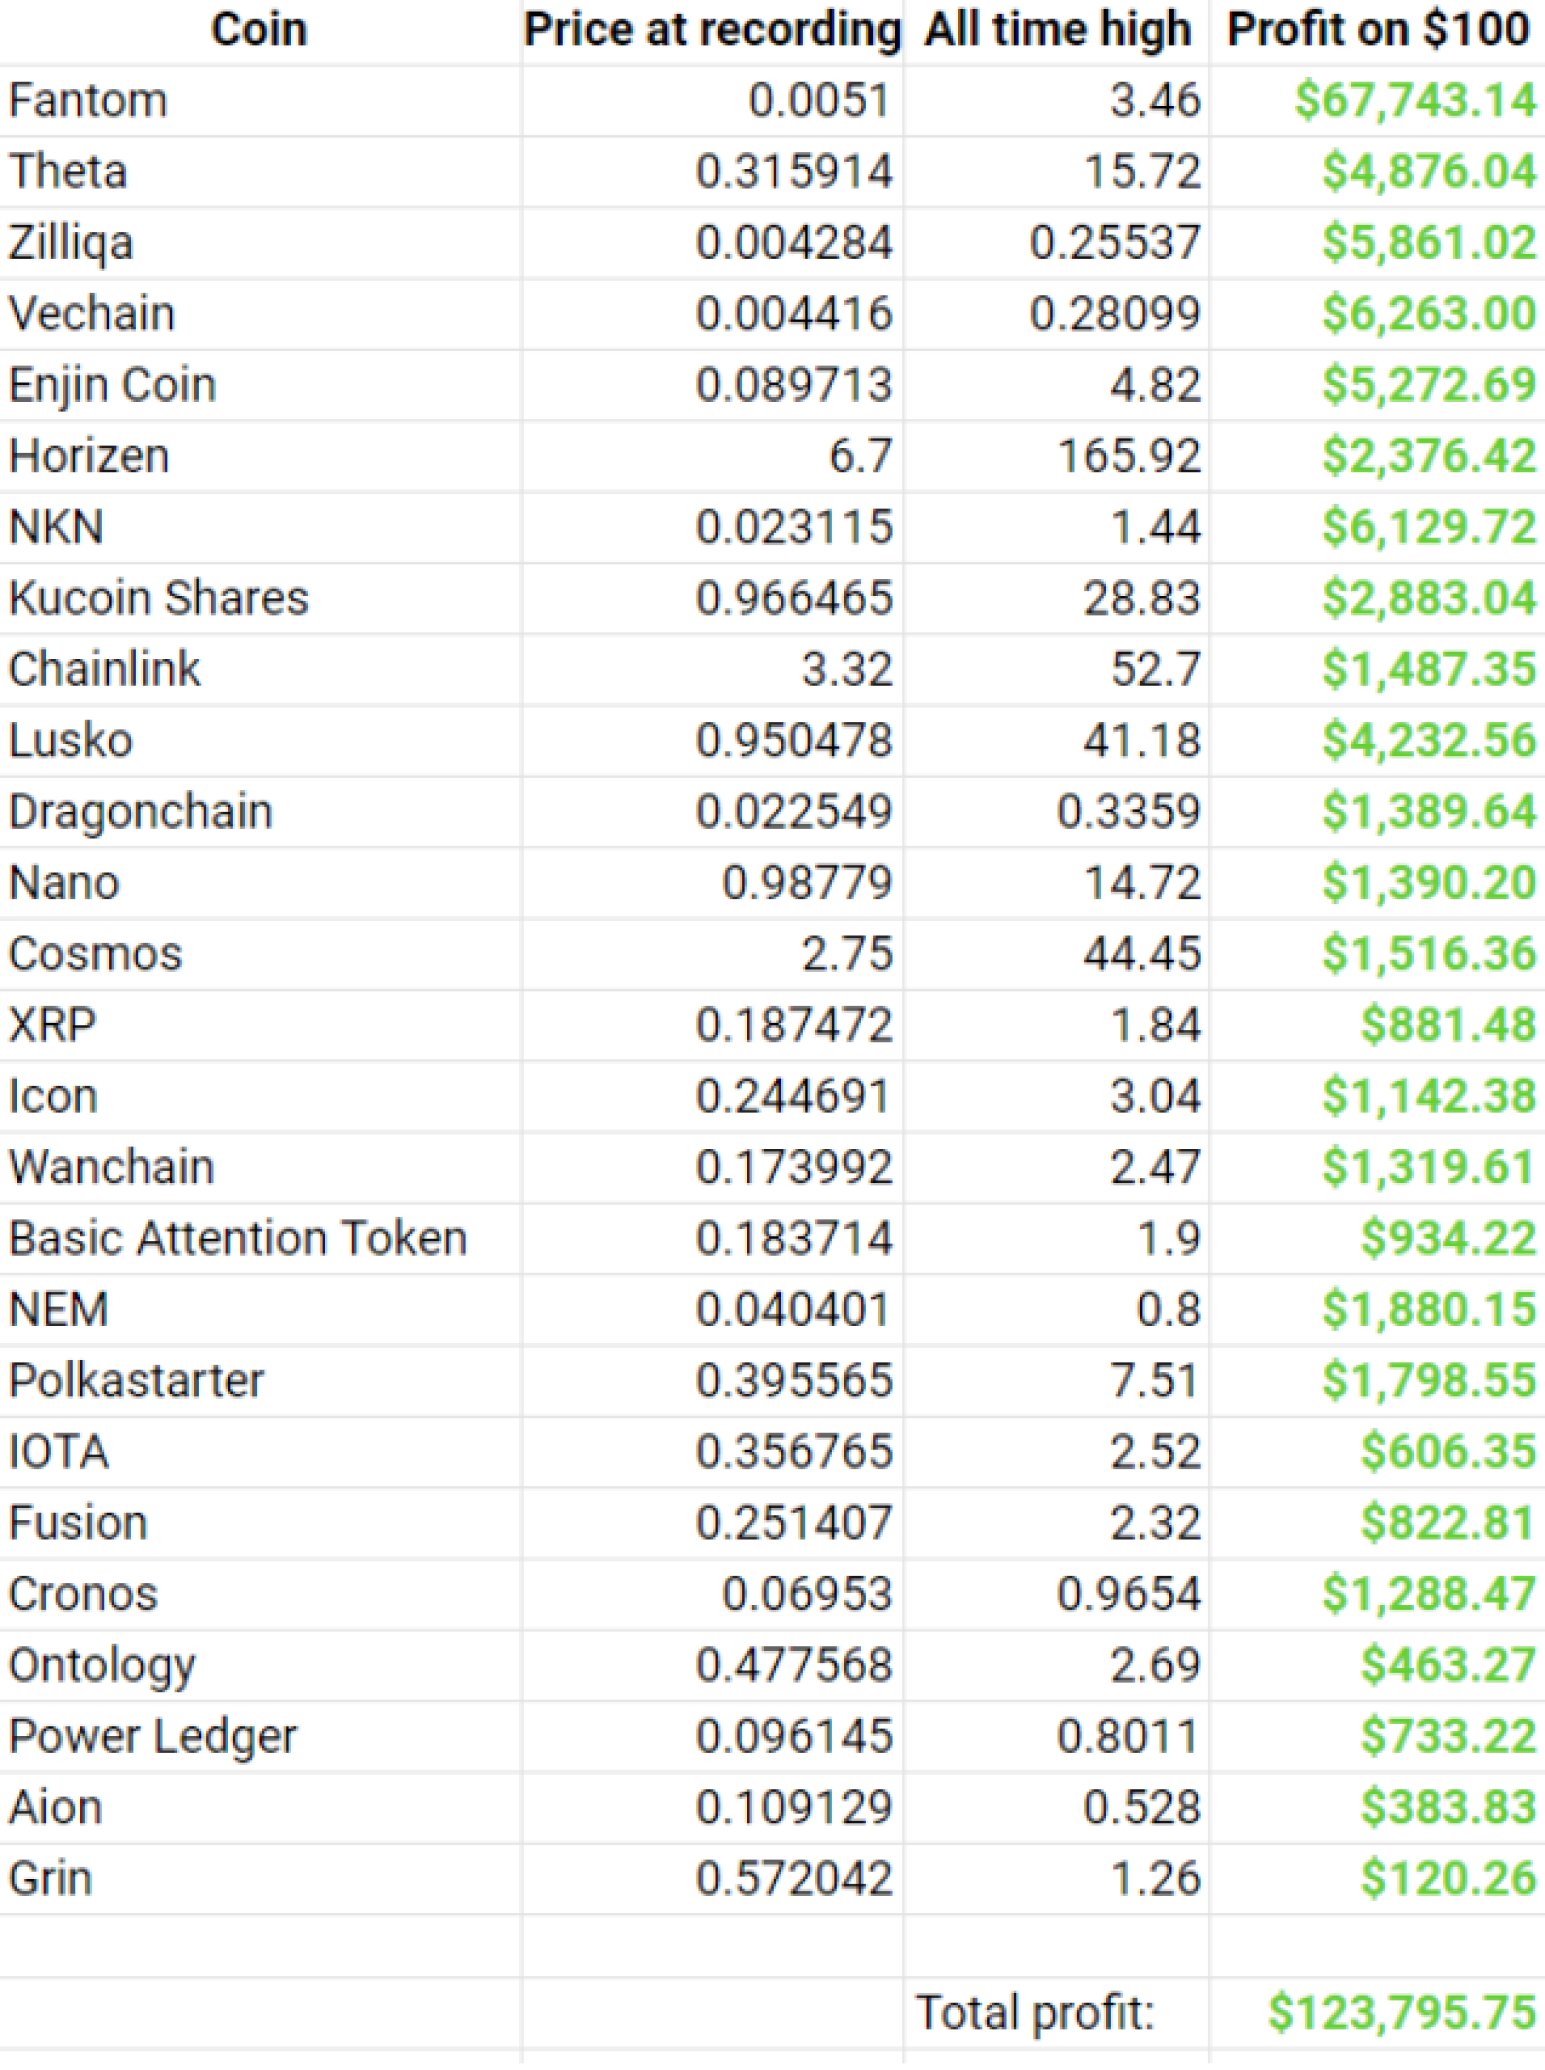 Coin Price at recording All time high Profit on $100
Fantom 0.0051 3.46 $67,743.14
Theta 0.315914 15.72 $4,876.04
Zilliqa 0.004284 0.25537 $5,861.02
Vechain 0.004416 0.28099 $6,263.00
Enjin Coin 0.089713 4.82 $5,272.69
Horizen 6.7 165.92 $2,376.42
NKN 0.023115 1.44 $6,129.72
Kucoin Shares 0.966465 28.83 $2,883.04
Chainlink 3.32 52.7 $1,487.35
Lusko 0.950478 41.18 $4,232.56
Dragonchain 0.022549 0.3359 $1,389.64
Nano 0.98779 14.72 $1,390.20
Cosmos 2.75 44.45 $1,516.36
XRP 0.187472 1.84 $881.48
Icon 0.244691 3.04 $1,142.38
Wanchain 0.173992 2.47 $1,319.61
Basic Attention Token 0.183714 1.9 $934.22
NEM 0.040401 0.8 $1,880.15
Polkastarter 0.395565 7.51 $1,798.55
IOTA 0.356765 2.52 $606.35
Fusion 0.251407 2.32 $822.81
Cronos 0.06953 0.9654 $1,288.47
Ontology 0.477568 2.69 $463.27
Power Ledger 0.096145 0.8011 $733.22
Aion 0.109129 0.528 $383.83
Grin 0.572042 1.26 $120.26
Total profit: $123,795.75